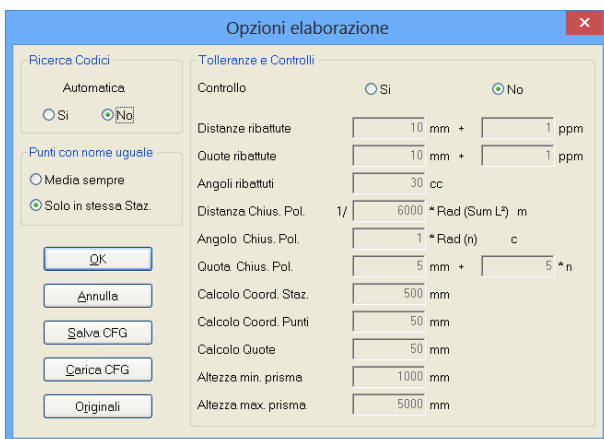 Opzioni elaborazione
x
Ricerca Codici
Automatica
Si No
Punti con nome uguale
Media sempre
Solo in stessa Staz.
OK
Annulla
Salva CFG
Carica CFG
Originali
Tolleranze e Controlli
Controllo Si No
Distanze ribattute 10 mm + 1 ppm
Quote ribattute 10 mm + 1 ppm
Angoli ribattuti 30 cc
Distanza Chius. Pol. 1/ 6000 * Rad (Sum L²) m
Angolo Chius. Pol. 1 * Rad (n) c
Quota Chius. Pol. 5 mm + 5 * n
Calcolo Coord. Staz. 500 mm
Calcolo Coord. Punti 50 mm
Calcolo Quote 50 mm
Altezza min. prisma 1000 mm
Altezza max. prisma 5000 mm